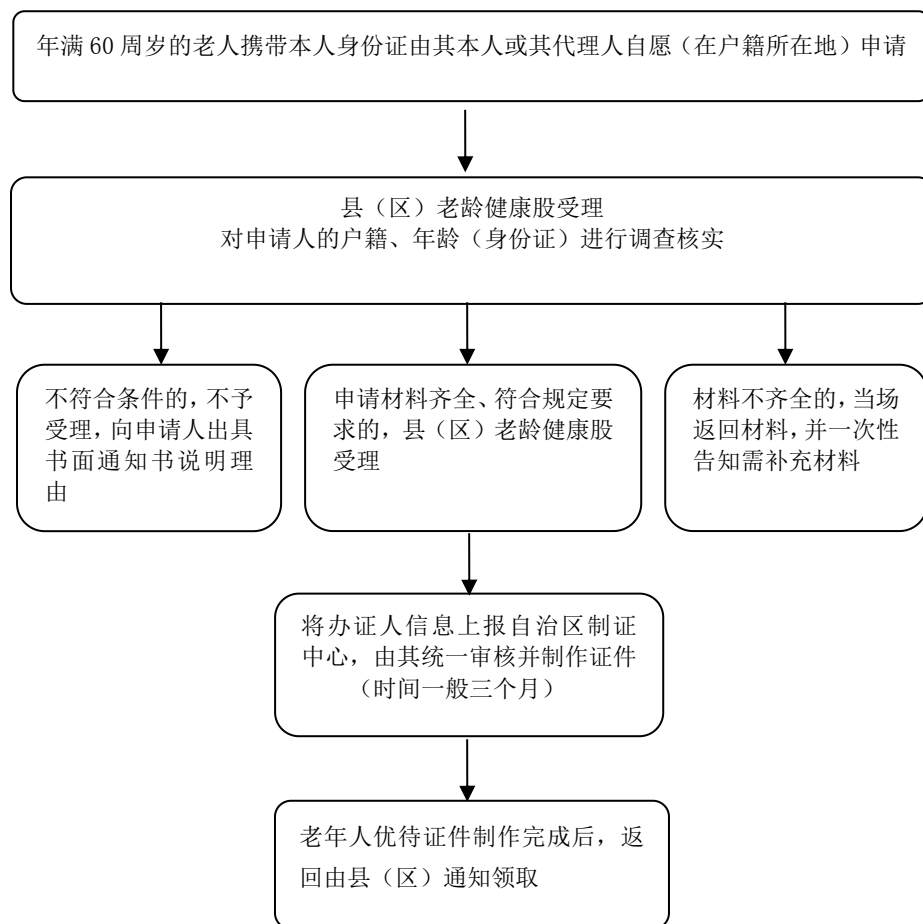 年满 60 周岁的老人携带本人身份证由其本人或其代理人自愿（在户籍所在地）申请
县（区）老龄健康股受理
对申请人的户籍、年龄（身份证）进行调查核实
不符合条件的，不予
受理，向申请人出具
书面通知书说明理
由
申请材料齐全、符合规定要
求的，县（区）老龄健康股
受理
材料不齐全的，当场
返回材料，并一次性
告知需补充材料
将办证人信息上报自治区制证
中心，由其统一审核并制作证件
（时间一般三个月）
老年人优待证件制作完成后，返
回由县（区）通知领取